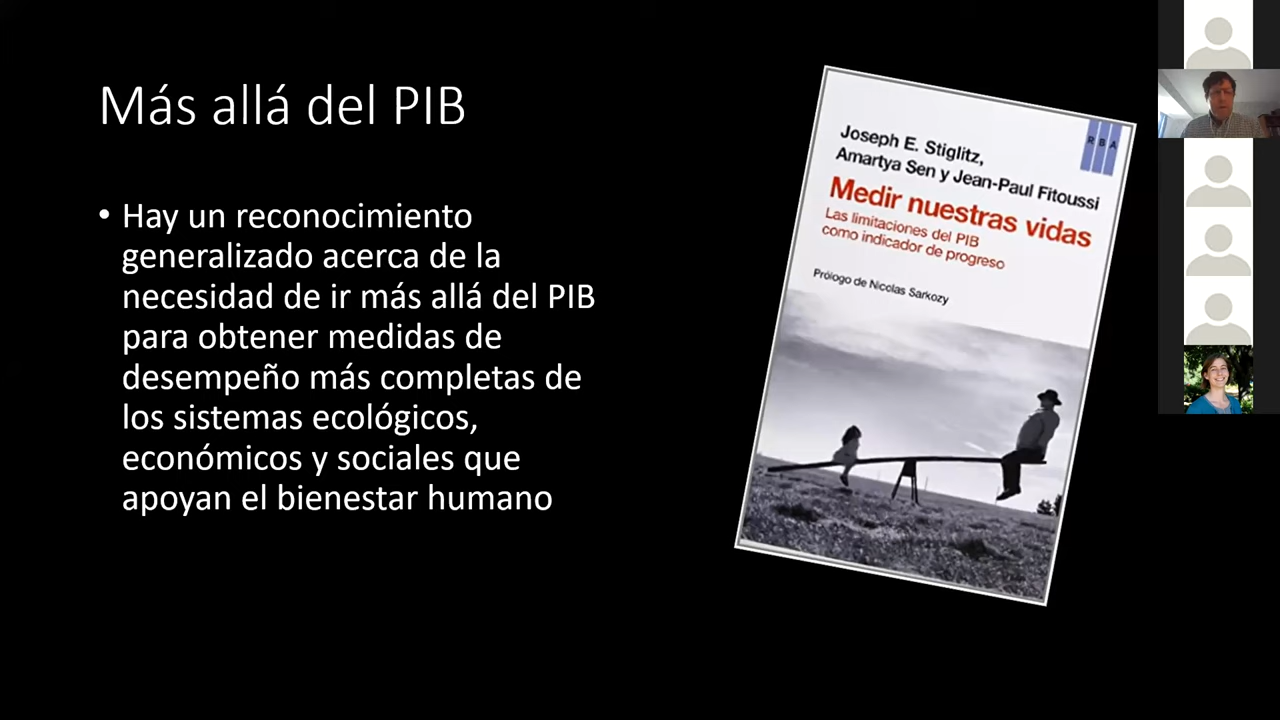 Más allá del PIB
• Hay un reconocimiento
generalizado acerca de la
necesidad de ir más allá del PIB
para obtener medidas de
desempeño más completas de
los sistemas ecológicos,
económicos y sociales que
apoyan el bienestar humano
R B A
Joseph E. Stiglitz,
Amartya Sen y Jean-Paul Fitoussi
Medir nuestras vidas
Las limitaciones del PIB
como indicador de progreso
Prólogo de Nicolas Sarkozy